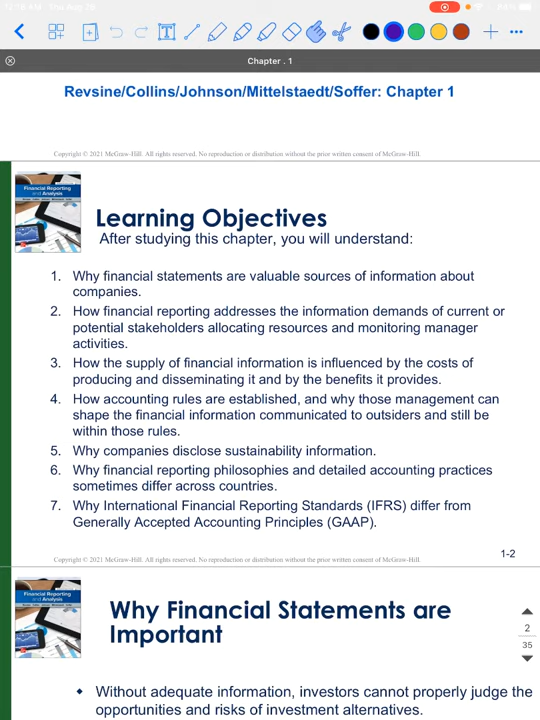 Chapter . 1
Revsine/Collins/Johnson/Mittelstaedt/Soffer: Chapter 1
Copyright © 2021 McGraw-Hill. All rights reserved. No reproduction or distribution without the prior written consent of McGraw-Hill.
Financial Reporting
and Analysis
Learning Objectives
After studying this chapter, you will understand:
1. Why financial statements are valuable sources of information about
companies.
2. How financial reporting addresses the information demands of current or
potential stakeholders allocating resources and monitoring manager
activities.
3. How the supply of financial information is influenced by the costs of
producing and disseminating it and by the benefits it provides.
4. How accounting rules are established, and why those management can
shape the financial information communicated to outsiders and still be
within those rules.
5. Why companies disclose sustainability information.
6. Why financial reporting philosophies and detailed accounting practices
sometimes differ across countries.
7. Why International Financial Reporting Standards (IFRS) differ from
Generally Accepted Accounting Principles (GAAP).
1-2
Copyright © 2021 McGraw-Hill. All rights reserved. No reproduction or distribution without the prior written consent of McGraw-Hill.
Financial Reporting
and Analysis
Why Financial Statements are
Important
2
35
◆ Without adequate information, investors cannot properly judge the
opportunities and risks of investment alternatives.